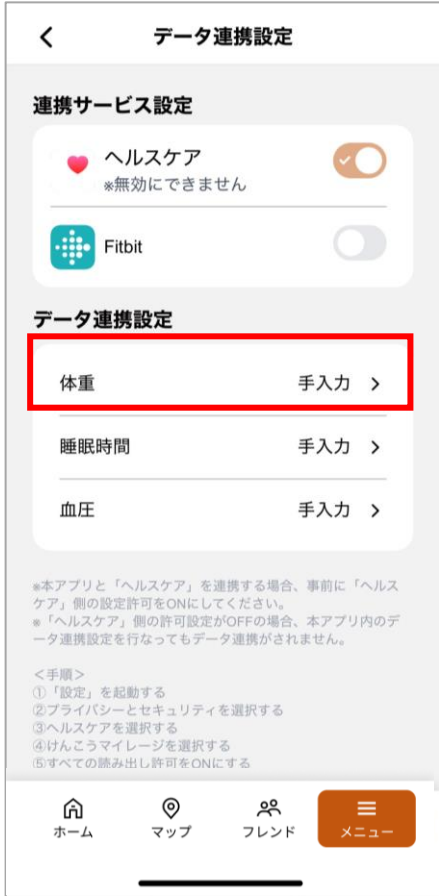 データ連携設定
連携サービス設定
ヘルスケア
※無効にできません
Fitbit
データ連携設定
体重 手入力
睡眠時間 手入力
血圧 手入力
※本アプリと「ヘルスケア」を連携する場合、事前に「ヘルス
ケア」側の設定許可をONにしてください。
※「ヘルスケア」側の許可設定がOFFの場合、本アプリ内のデ
ータ連携設定を行なってもデータ連携がされません。
<手順>
①「設定」を起動する
②プライバシーとセキュリティを選択する
③ヘルスケアを選択する
④けんこうマイレージを選択する
⑤すべての読み出し許可をONにする
ホーム マップ フレンド メニュー